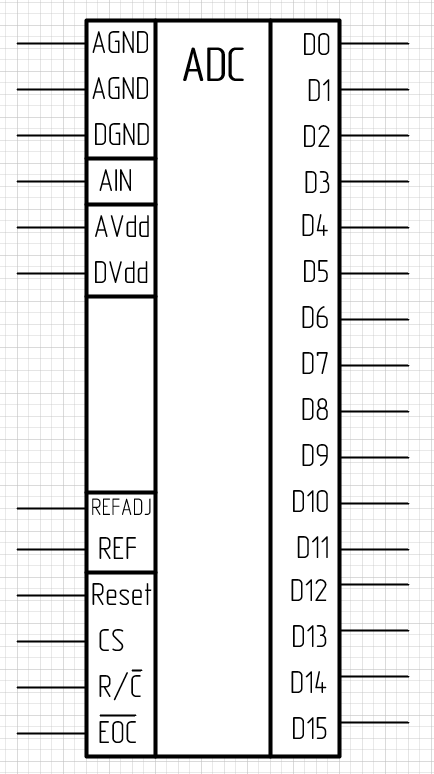 ADC
AGND
AGND
DGND
AIN
AVdd
DVdd
REFADJ
REF
Reset
CS
R/C̅
E̅O̅C̅
D0
D1
D2
D3
D4
D5
D6
D7
D8
D9
D10
D11
D12
D13
D14
D15